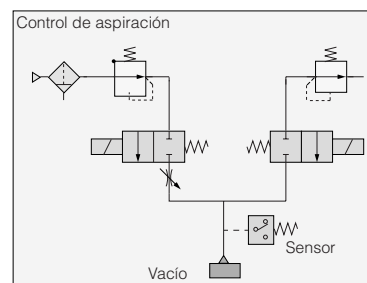 Control de aspiración
Sensor
Vacío